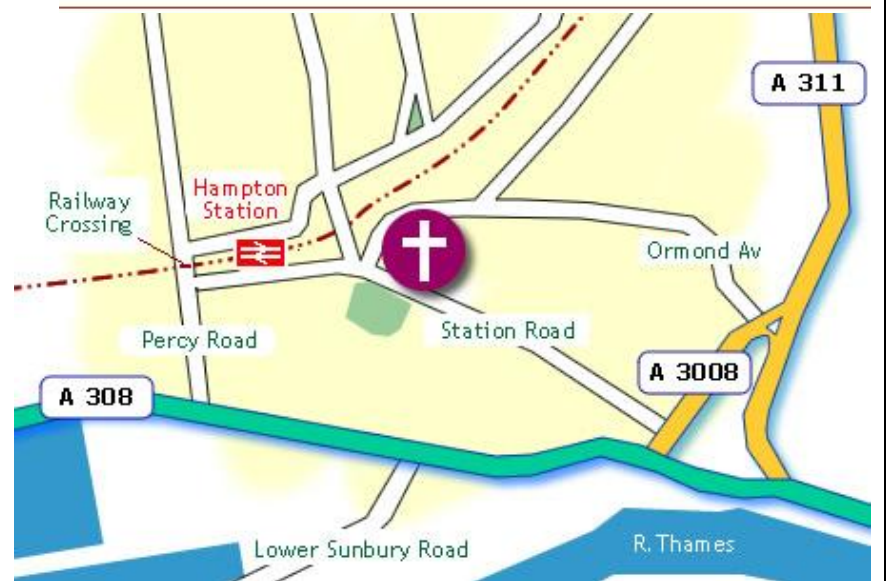 A 311
Hampton
Station
Railway
Crossing
Ormond Av
Station Road
Percy Road
A 3008
A 308
Lower Sunbury Road
R. Thames